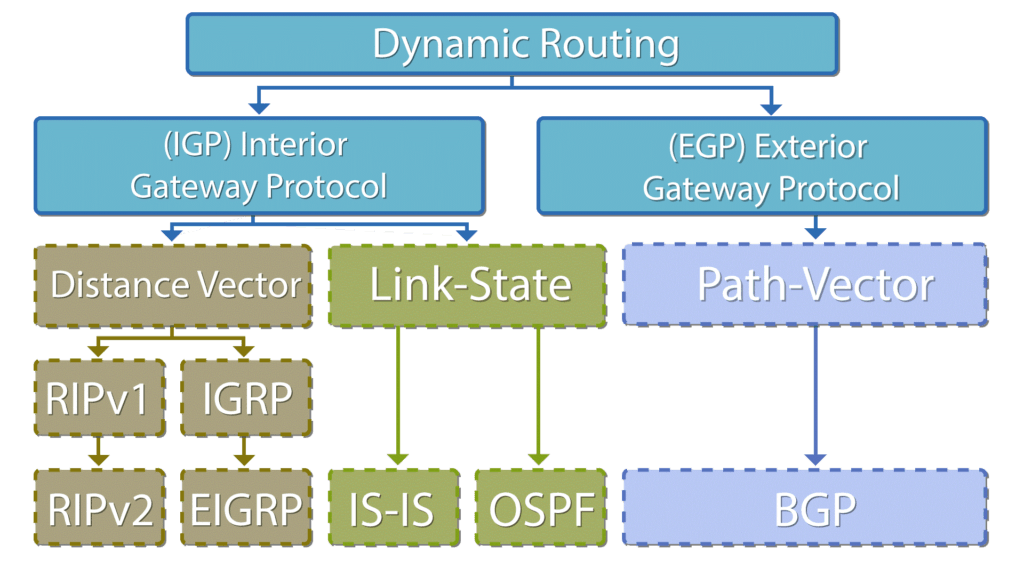 Dynamic Routing
(IGP) Interior
Gateway Protocol
(EGP) Exterior
Gateway Protocol
Distance Vector
Link-State
Path-Vector
RIPv1
IGRP
RIPv2
EIGRP
IS-IS
OSPF
BGP